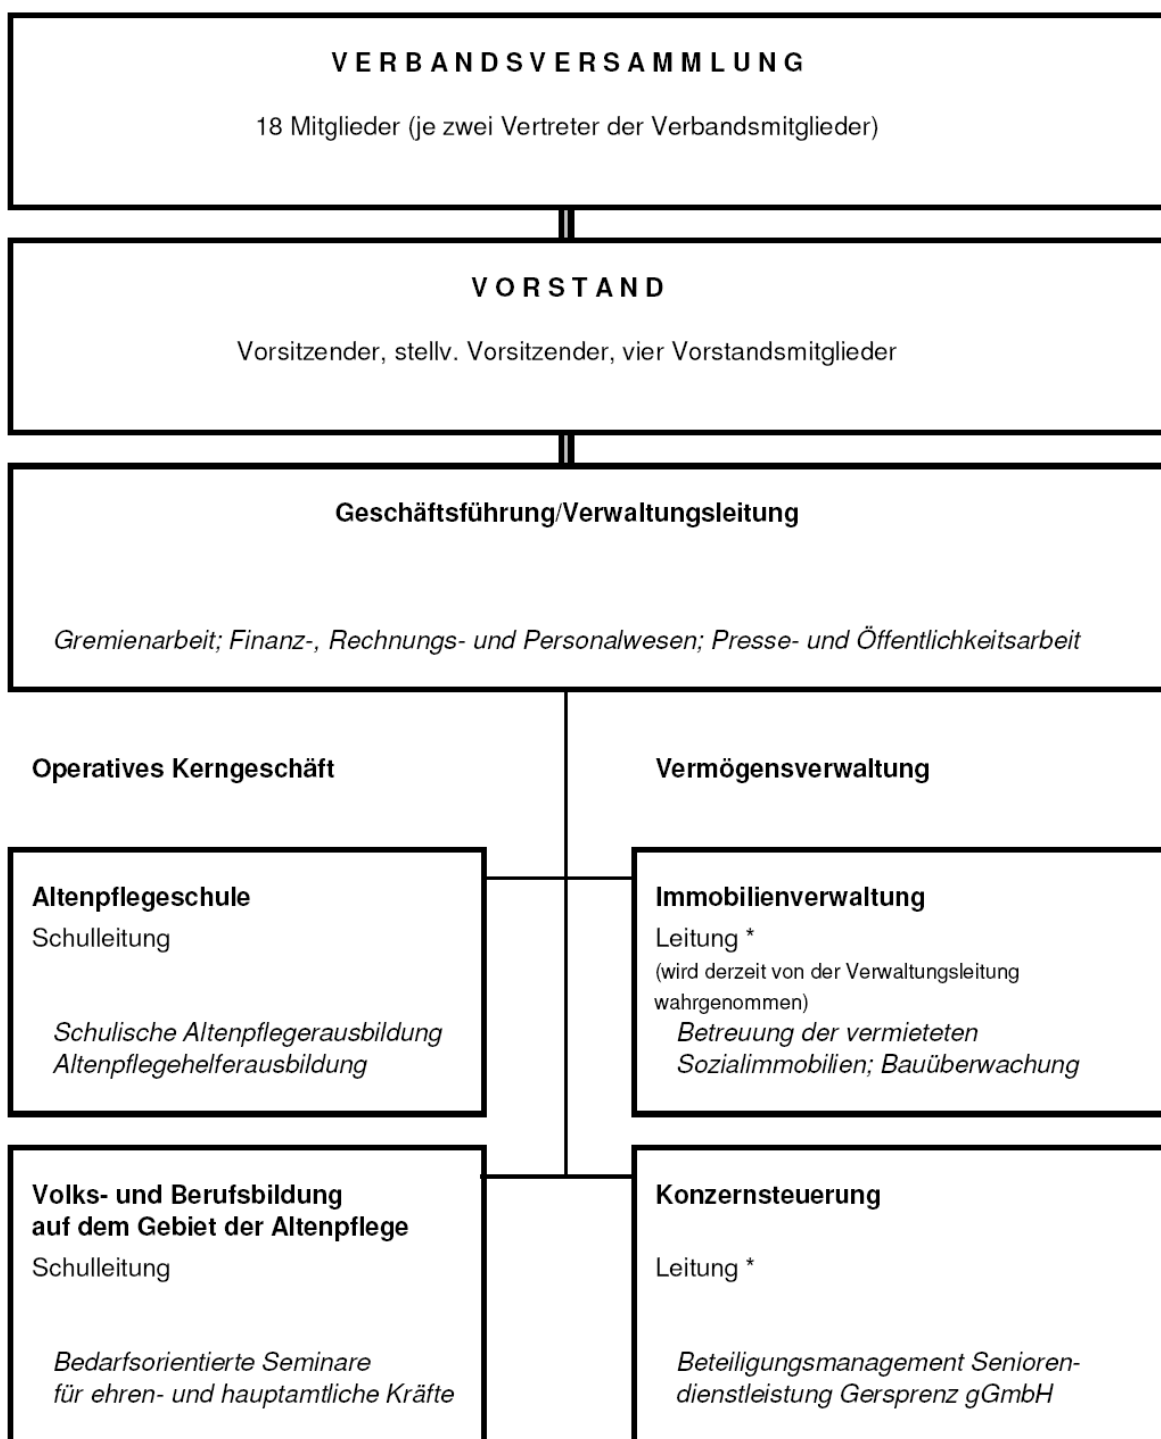 VERBANDSVERSAMMLUNG
18 Mitglieder (je zwei Vertreter der Verbandsmitglieder)
VORSTAND
Vorsitzender, stellv. Vorsitzender, vier Vorstandsmitglieder
Geschäftsführung/Verwaltungsleitung
Gremienarbeit; Finanz-, Rechnungs- und Personalwesen; Presse- und Öffentlichkeitsarbeit
Operatives Kerngeschäft
Vermögensverwaltung
Altenpflegeschule
Schulleitung
Schulische Altenpflegerausbildung
Altenpflegehelferausbildung
Immobilienverwaltung
Leitung *
(wird derzeit von der Verwaltungsleitung
wahrgenommen)
Betreuung der vermieteten
Sozialimmobilien; Bauüberwachung
Volks- und Berufsbildung
auf dem Gebiet der Altenpflege
Schulleitung
Bedarfsorientierte Seminare
für ehren- und hauptamtliche Kräfte
Konzernsteuerung
Leitung *
Beteiligungsmanagement Senioren-
dienstleistung Gersprenz gGmbH